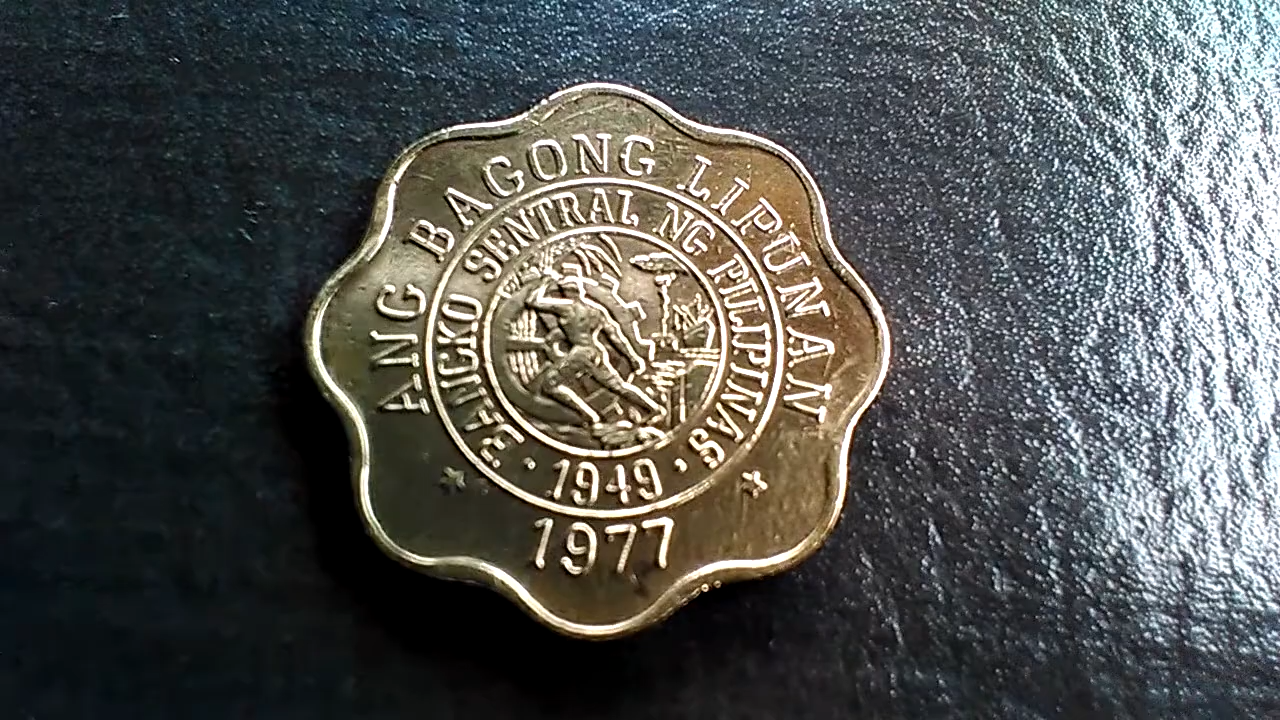 ANG BAGONG LIPUNAN
BANGKO SENTRAL NG PILIPINAS
1949
1977